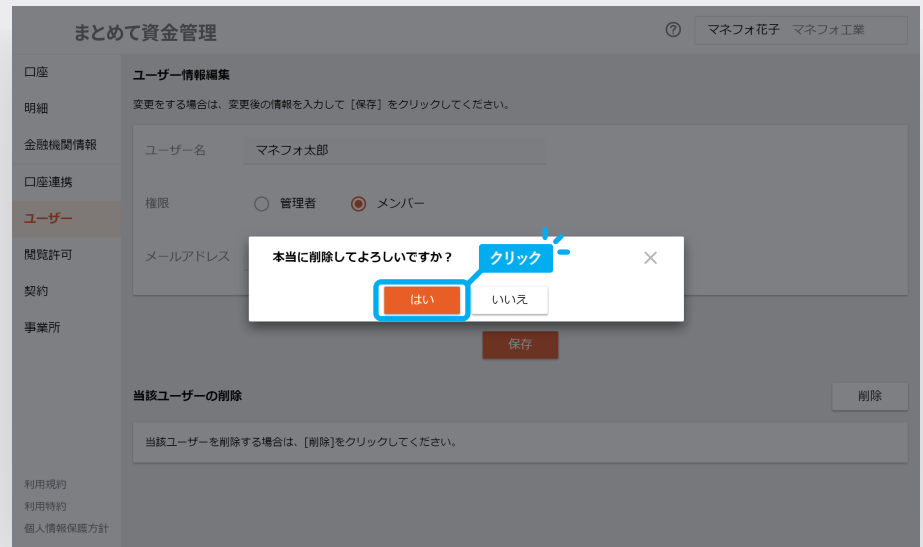 まとめて資金管理
マネフォ花子 マネフォ工業
口座
明細
金融機関情報
口座連携
ユーザー
閲覧許可
契約
事業所
利用規約
利用特約
個人情報保護方針
ユーザー情報編集
変更をする場合は、変更後の情報を入力して［保存］をクリックしてください。
ユーザー名 マネフォ太郎
権限 管理者 メンバー
メールアドレス
本当に削除してよろしいですか？
クリック
はい いいえ
保存
当該ユーザーの削除 削除
当該ユーザーを削除する場合は、[削除]をクリックしてください。